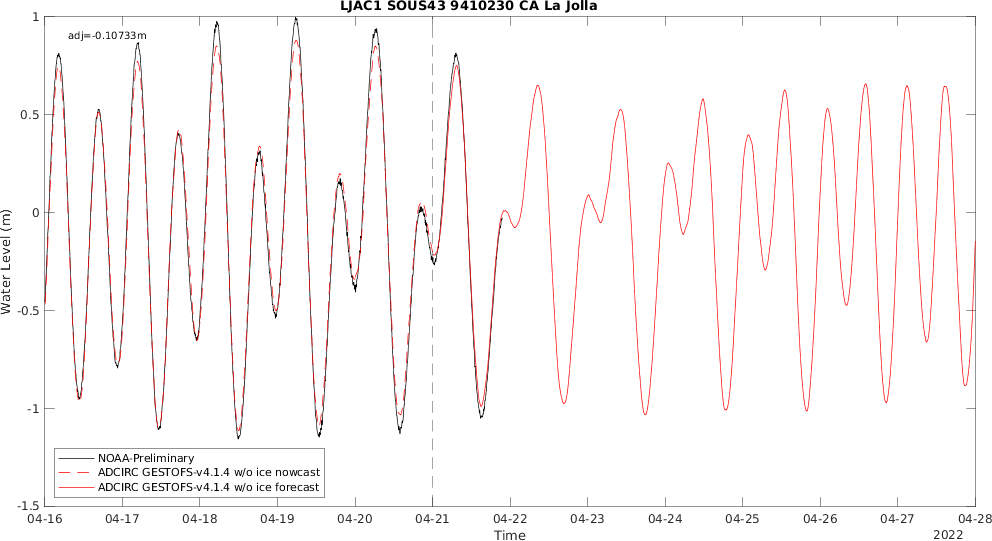 LJAC1 SOUS43 9410230 CA La Jolla
adj=-0.10733m
1
0.5
0
-0.5
-1
-1.5
Water Level (m)
NOAA-Preliminary
ADCIRC GESTOFS-v4.1.4 w/o ice nowcast
ADCIRC GESTOFS-v4.1.4 w/o ice forecast
04-16 04-17 04-18 04-19 04-20 04-21 04-22 04-23 04-24 04-25 04-26 04-27 04-28
Time
2022